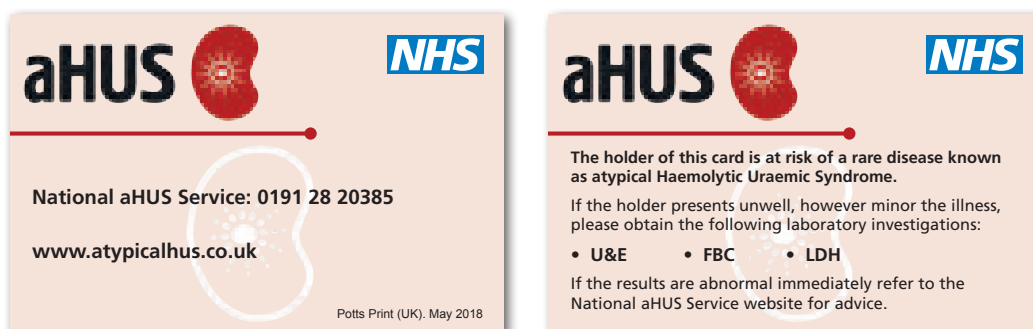 aHUS
NHS
National aHUS Service: 0191 28 20385
www.atypicalhus.co.uk
Potts Print (UK). May 2018
aHUS
NHS
The holder of this card is at risk of a rare disease known
as atypical Haemolytic Uraemic Syndrome.
If the holder presents unwell, however minor the illness,
please obtain the following laboratory investigations:
• U&E • FBC • LDH
If the results are abnormal immediately refer to the
National aHUS Service website for advice.